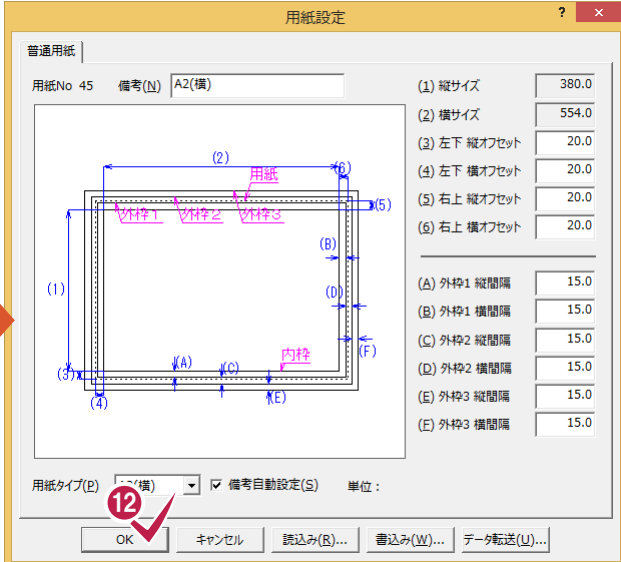 用紙設定
? ×
普通用紙
用紙No 45 備考(N) A2(横)
(1) 縦サイズ 380.0
(2) 横サイズ 554.0
(3) 左下 縦オフセット 20.0
(4) 左下 横オフセット 20.0
(5) 右上 縦オフセット 20.0
(6) 右上 横オフセット 20.0
(A) 外枠1 縦間隔 15.0
(B) 外枠1 横間隔 15.0
(C) 外枠2 縦間隔 15.0
(D) 外枠2 横間隔 15.0
(E) 外枠3 縦間隔 15.0
(F) 外枠3 横間隔 15.0
(2)
用紙
(6)
外枠1 外枠2 外枠3
(5)
(B)
(1)
(D)
内枠
(F)
(A)
(C)
(3)
(4)
(E)
用紙タイプ(P) (横) 備考自動設定(S) 単位：
12
OK キャンセル 読込み(R)... 書込み(W)... データ転送(U)...